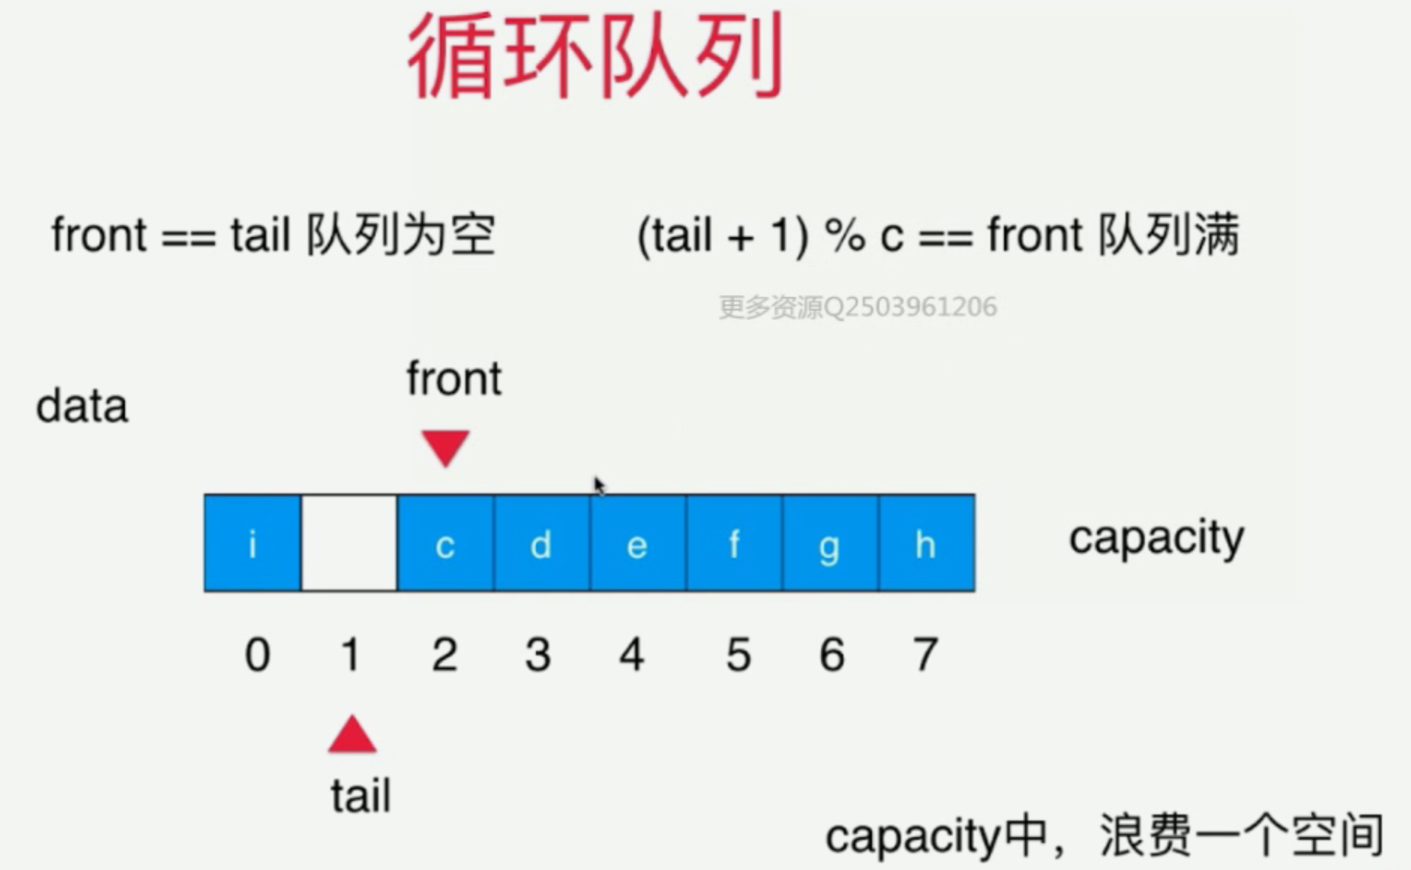 循环队列
front == tail 队列为空
(tail + 1) % c == front 队列满
更多资源Q2503961206
front
data
i c d e f g h
capacity
0 1 2 3 4 5 6 7
tail
capacity中，浪费一个空间